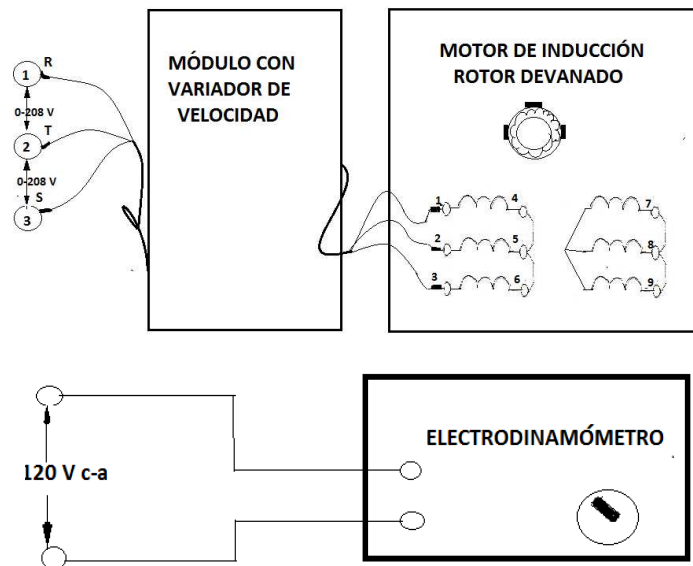 MÓDULO CON
VARIADOR DE
VELOCIDAD
MOTOR DE INDUCCIÓN
ROTOR DEVANADO
R
1
0-208 V
T
2
0-208 V
S
3
1
4
7
2
5
8
3
6
9
ELECTRODINAMÓMETRO
120 V c-a